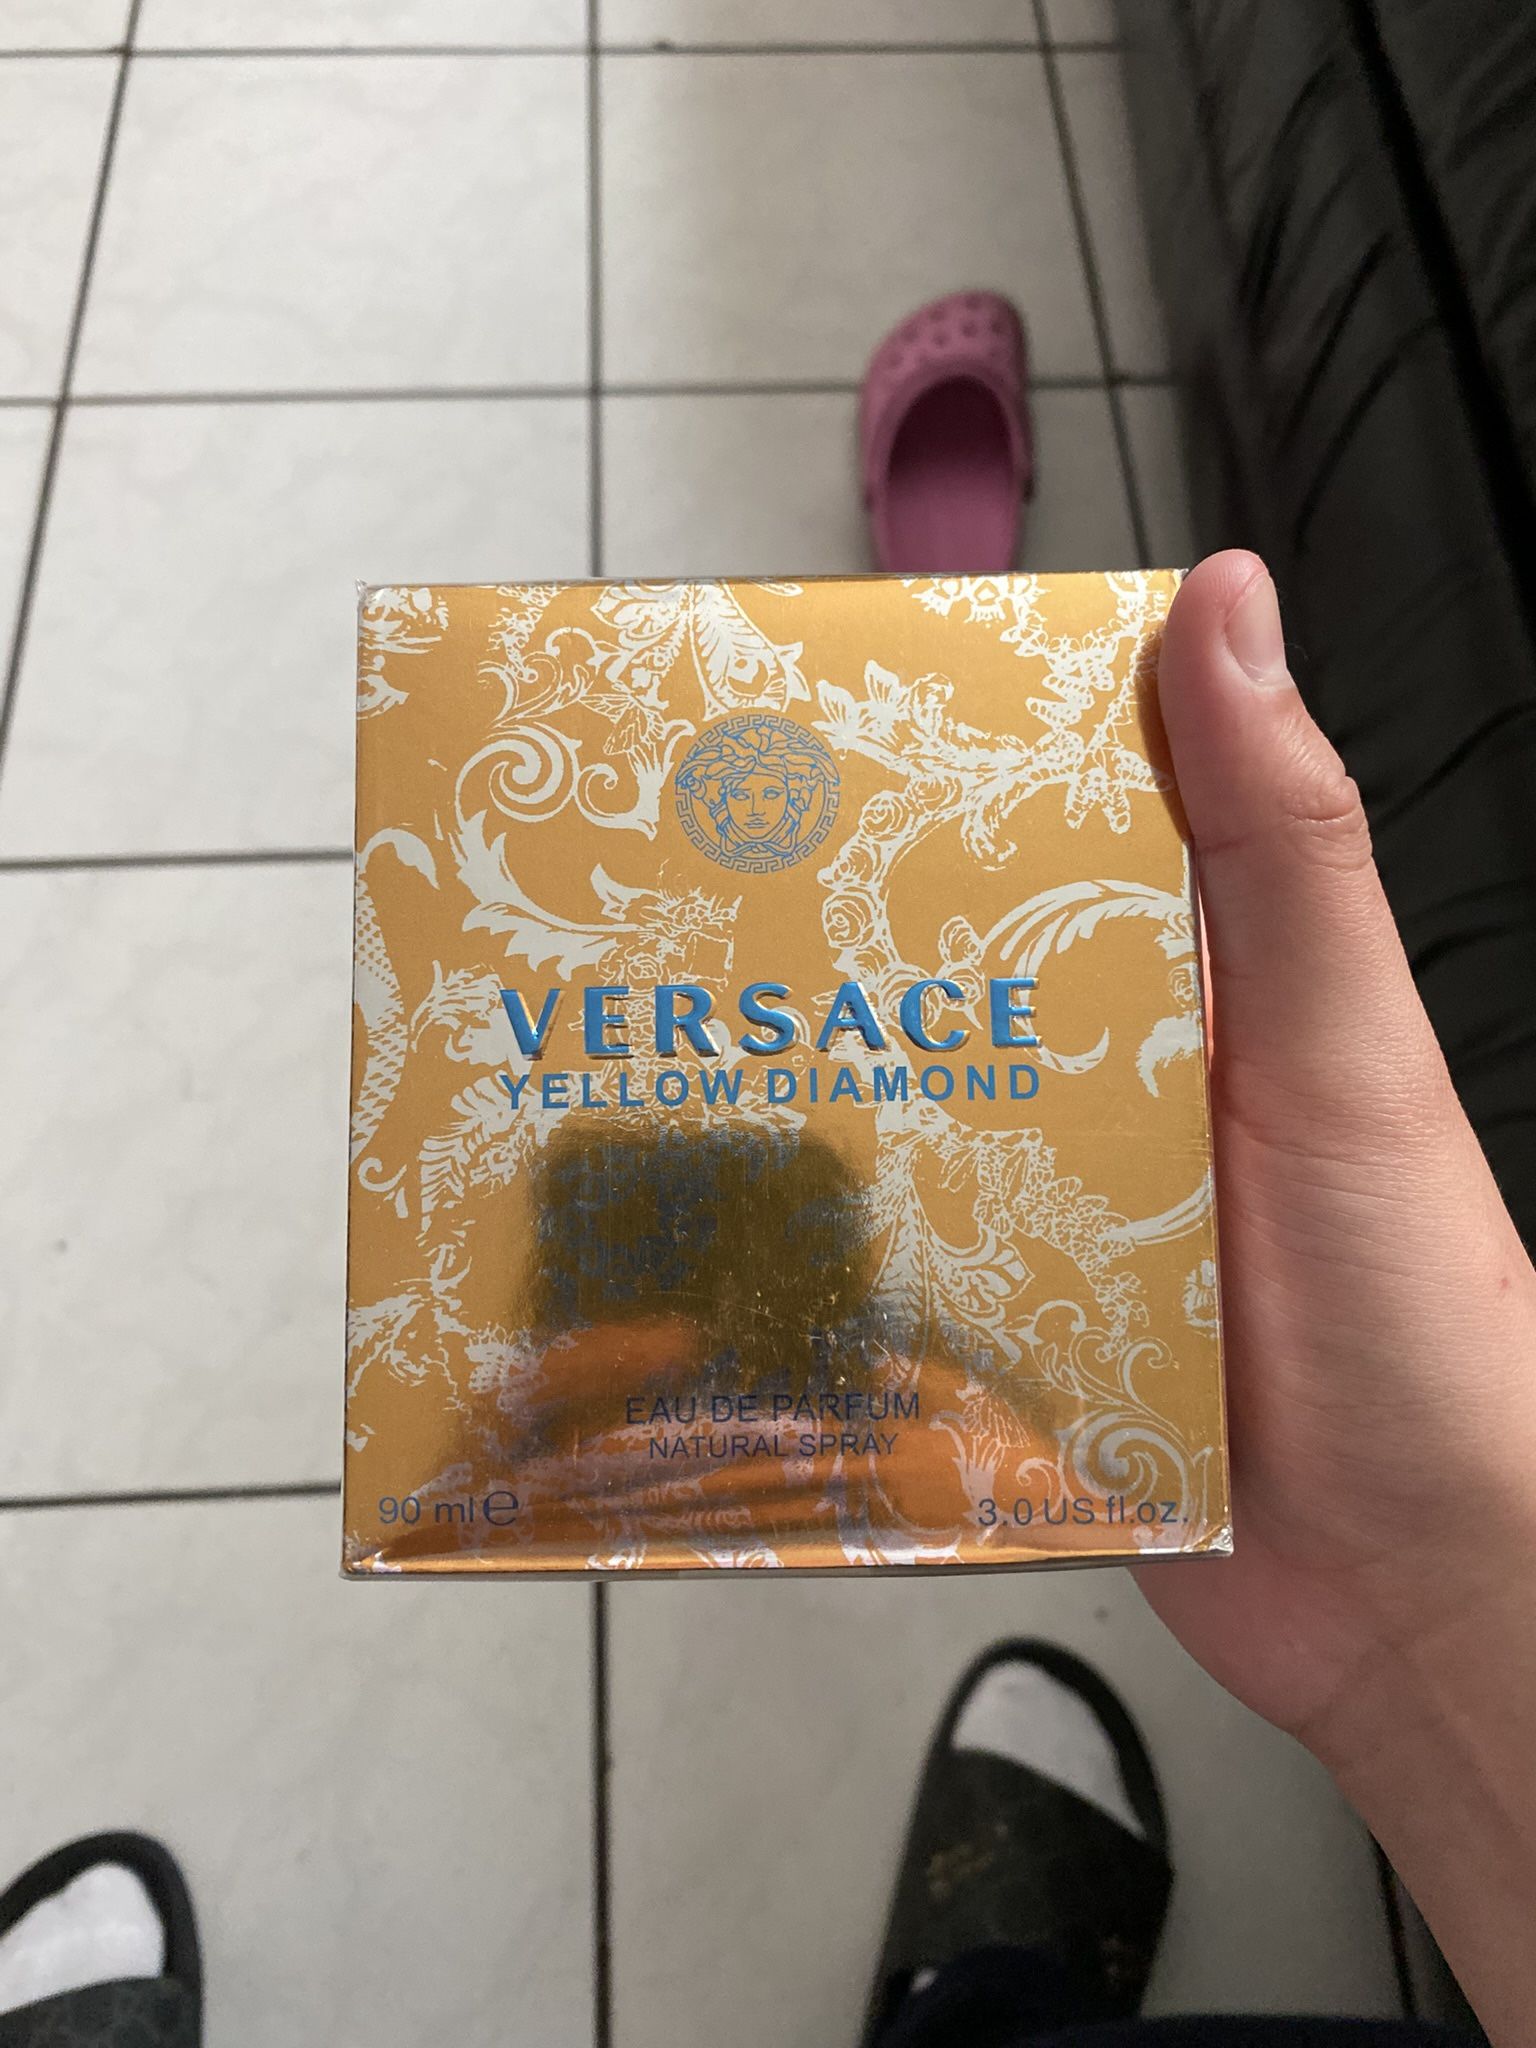 VERSACE
YELLOW DIAMOND
EAU DE PARFUM
NATURAL SPRAY
90 ml ℮
3.0 US fl.oz.